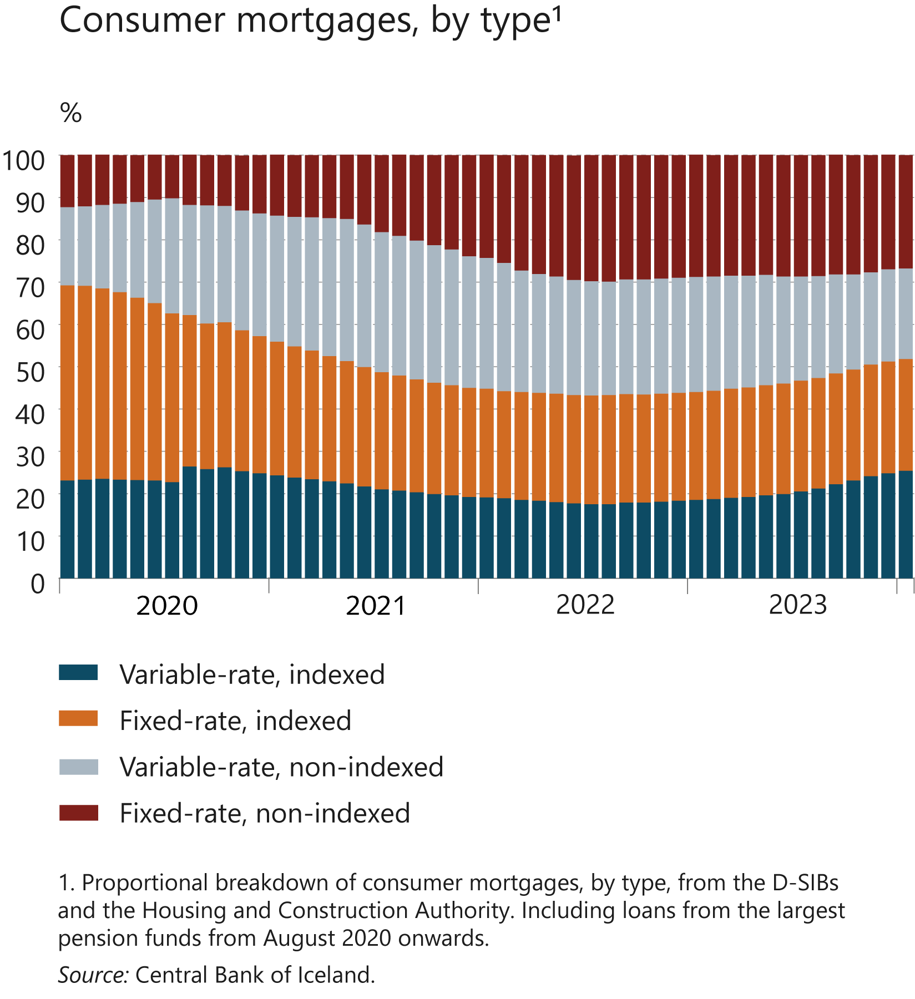 Consumer mortgages, by type¹
%
100
90
80
70
60
50
40
30
20
10
0
2020 2021 2022 2023
Variable-rate, indexed
Fixed-rate, indexed
Variable-rate, non-indexed
Fixed-rate, non-indexed
1. Proportional breakdown of consumer mortgages, by type, from the D-SIBs
and the Housing and Construction Authority. Including loans from the largest
pension funds from August 2020 onwards.
Source: Central Bank of Iceland.